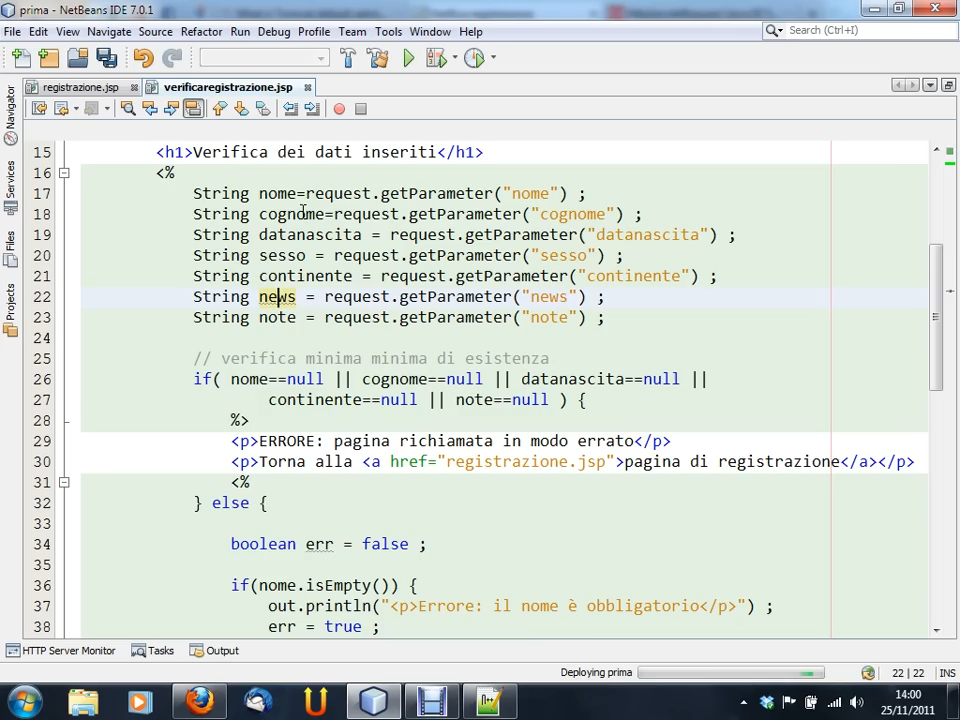 prima - NetBeans IDE 7.0.1
File Edit View Navigate Source Refactor Run Debug Profile Team Tools Window Help
Search (Ctrl+I)
registrazione.jsp verificaregistrazione.jsp
Navigator
Services
Files
Projects
15 <h1>Verifica dei dati inseriti</h1>
16 <%
17 String nome=request.getParameter("nome") ;
18 String cognome=request.getParameter("cognome") ;
19 String datanascita = request.getParameter("datanascita") ;
20 String sesso = request.getParameter("sesso") ;
21 String continente = request.getParameter("continente") ;
22 String news = request.getParameter("news") ;
23 String note = request.getParameter("note") ;
24
25 // verifica minima minima di esistenza
26 if( nome==null || cognome==null || datanascita==null ||
27 continente==null || note==null ) {
28 %>
29 <p>ERRORE: pagina richiamata in modo errato</p>
30 <p>Torna alla <a href="registrazione.jsp">pagina di registrazione</a></p>
31 <%
32 } else {
33
34 boolean err = false ;
35
36 if(nome.isEmpty()) {
37 out.println("<p>Errore: il nome è obbligatorio</p>") ;
38 err = true ;
HTTP Server Monitor Tasks Output
Deploying prima 22 | 22 INS
14:00
25/11/2011